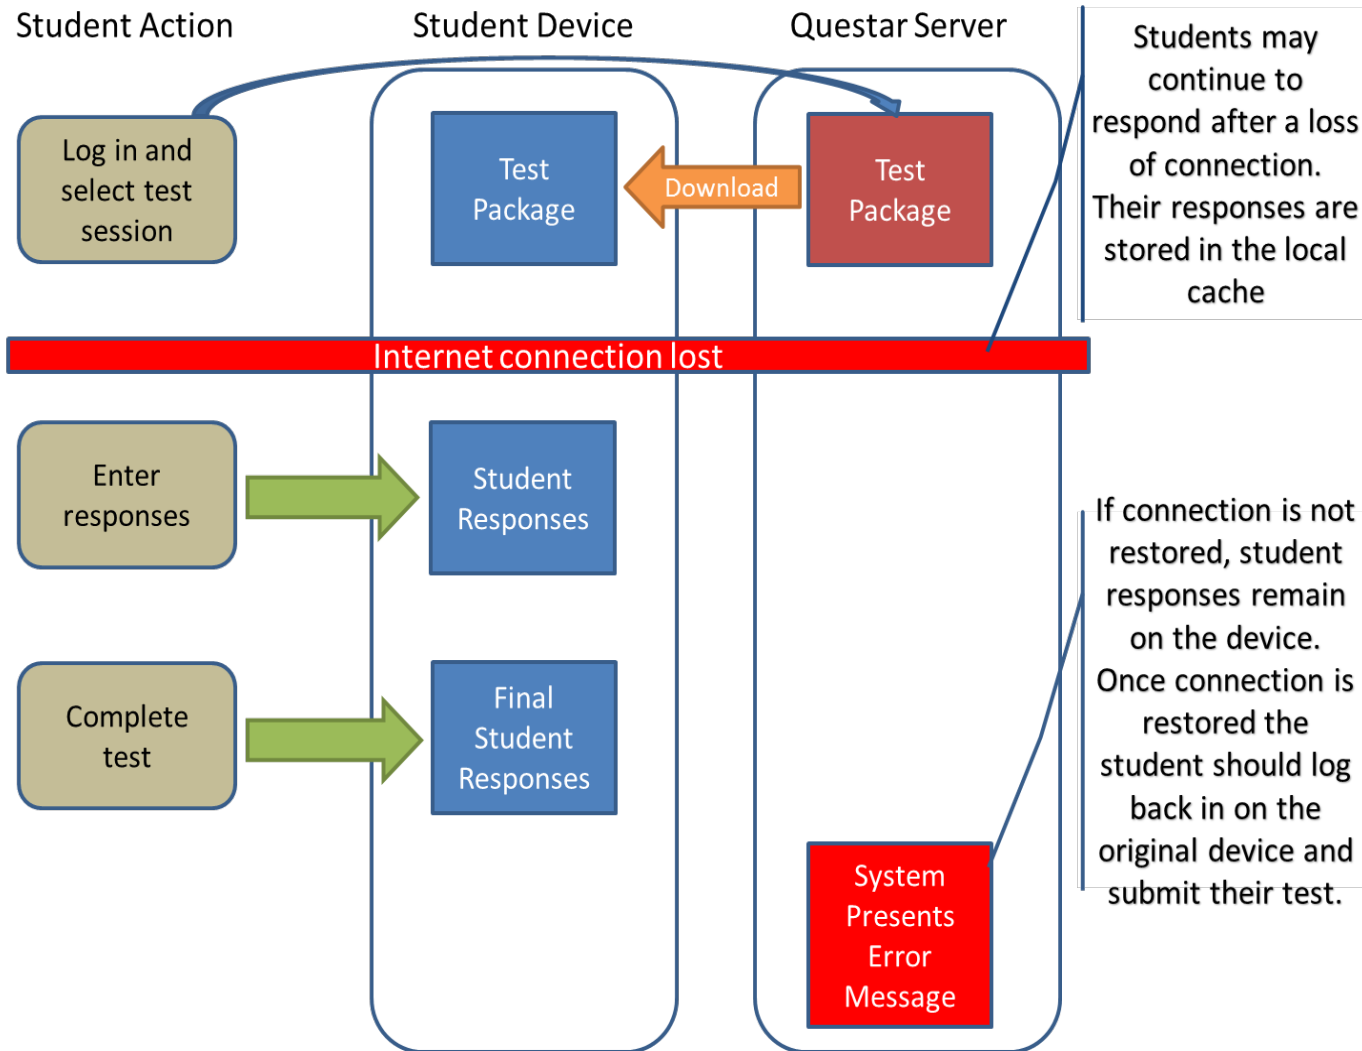 Student Action
Student Device
Questar Server
Log in and
select test
session
Test
Package
Download
Test
Package
Students may
continue to
respond after a
loss
of connection.
Their responses are
stored in the local
cache
Internet connection lost
Enter
responses
Student
Responses
If connection is not
restored, student
responses remain
on the device.
Once connection is
restored the
student should log
back in on the
original device and
submit their test.
Complete
test
Final
Student
Responses
System
Presents
Error
Message